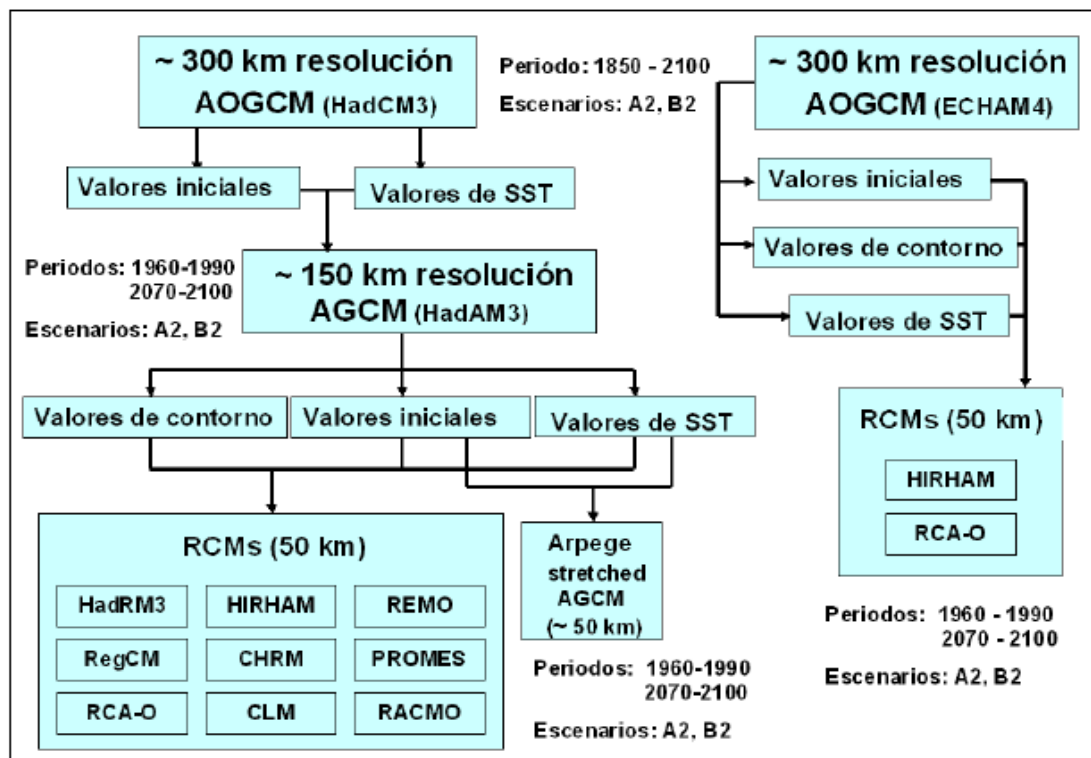 ~ 300 km resolución
AOGCM (HadCM3)
Periodo: 1850 - 2100
Escenarios: A2, B2
~ 300 km resolución
AOGCM (ECHAM4)
Valores iniciales
Valores de SST
Valores iniciales
Valores de contorno
Valores de SST
Periodos: 1960-1990
2070-2100
Escenarios: A2, B2
~ 150 km resolución
AGCM (HadAM3)
Valores de contorno
Valores iniciales
Valores de SST
RCMs (50 km)
HIRHAM
RCA-O
Periodos: 1960 - 1990
2070 - 2100
Escenarios: A2, B2
RCMs (50 km)
HadRM3
HIRHAM
REMO
RegCM
CHRM
PROMES
RCA-O
CLM
RACMO
Arpege
stretched
AGCM
(~ 50 km)
Periodos: 1960-1990
2070-2100
Escenarios: A2, B2